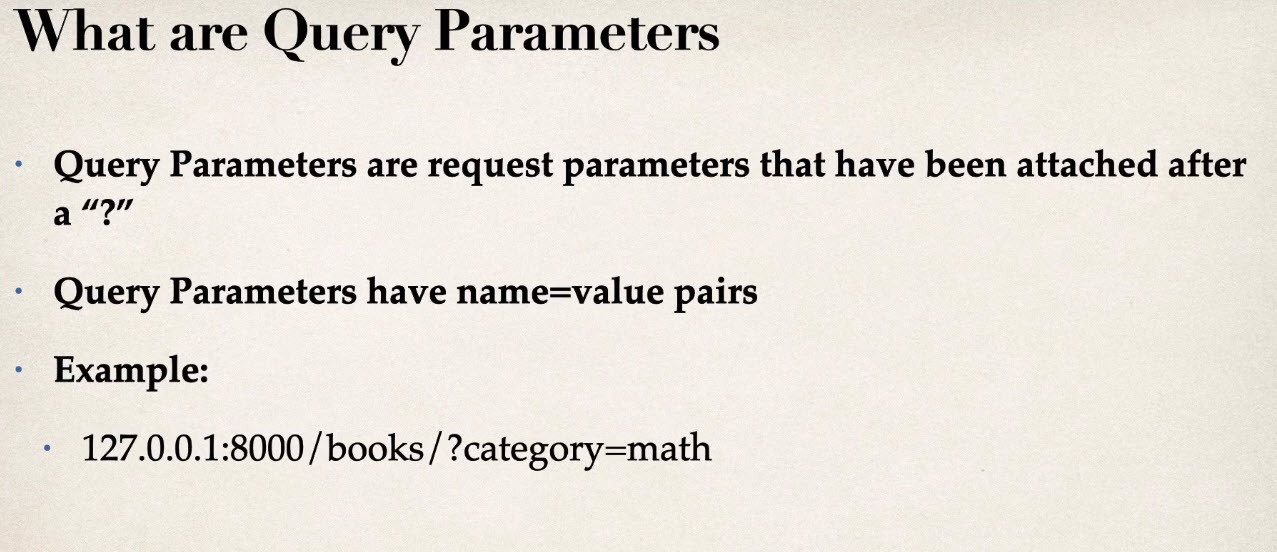 What are Query Parameters
• Query Parameters are request parameters that have been attached after
a “?”
• Query Parameters have name=value pairs
• Example:
• 127.0.0.1:8000/books/?category=math